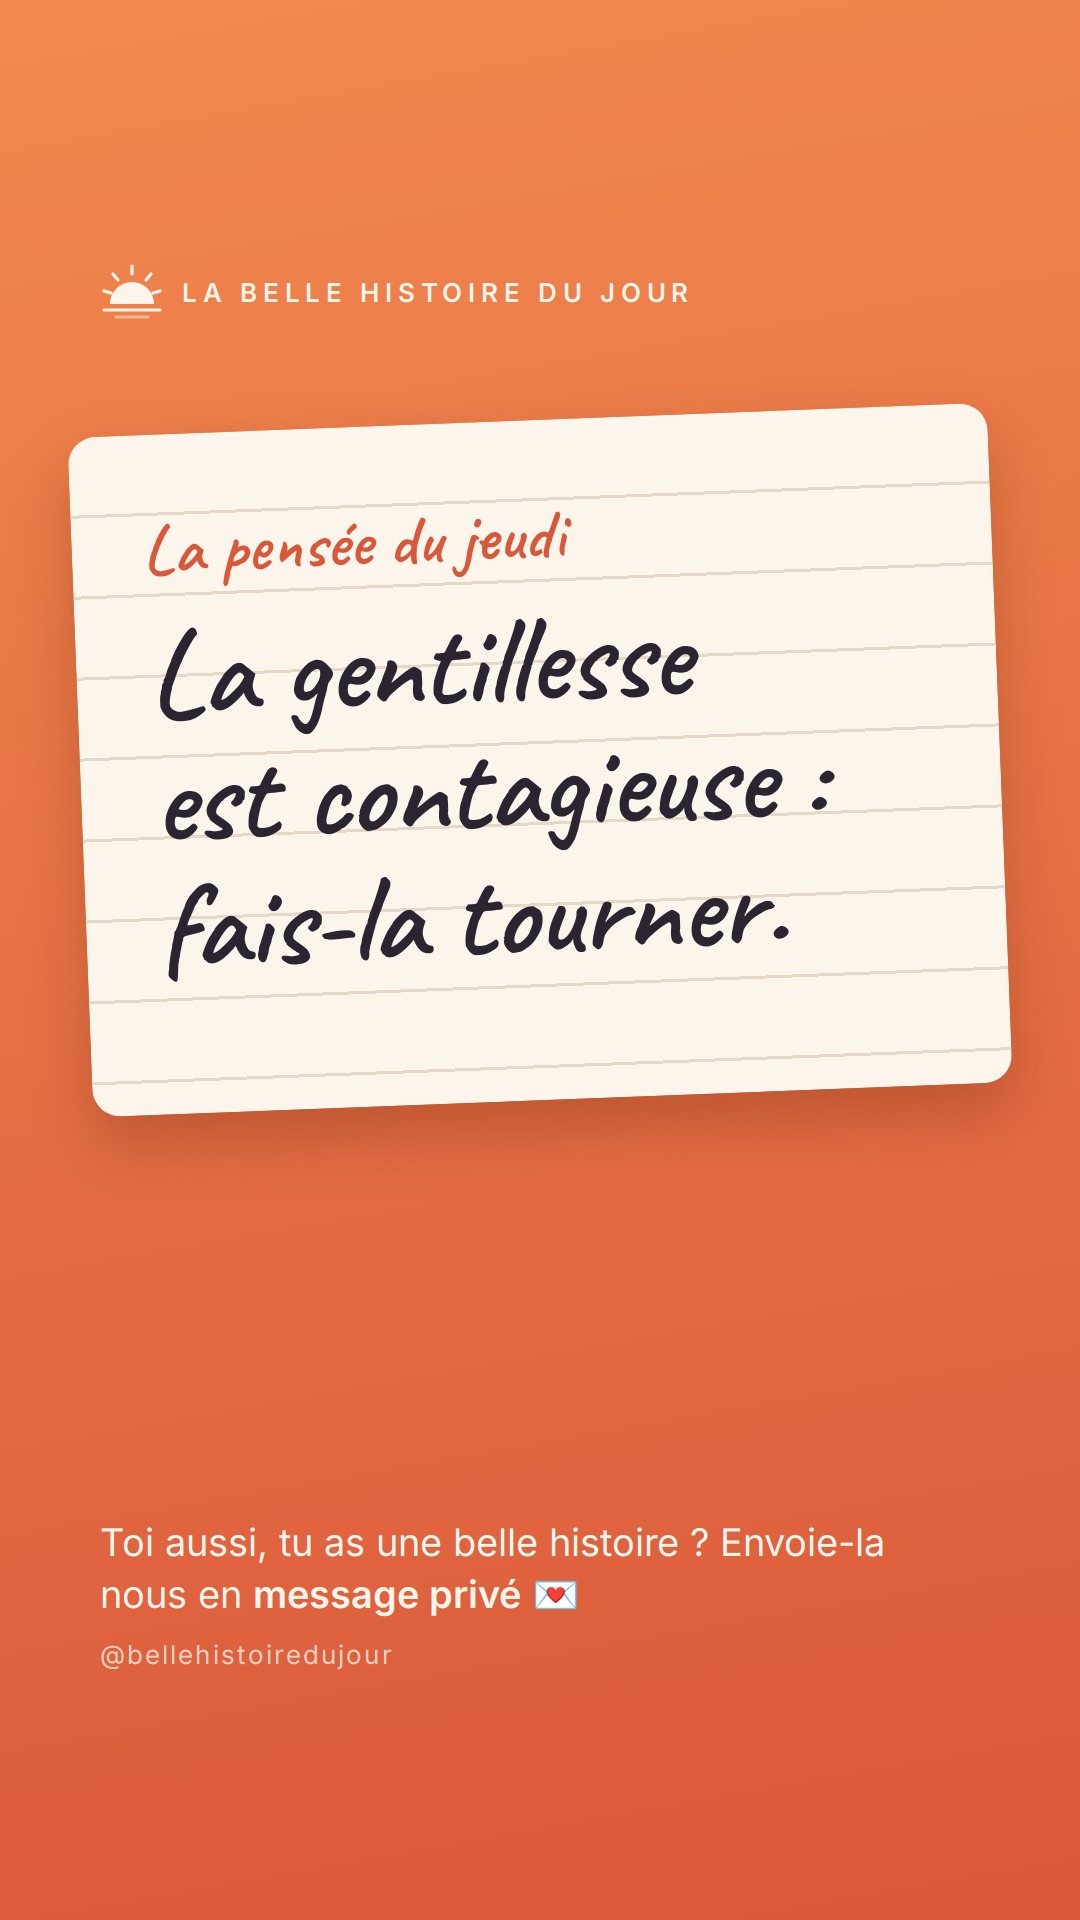 LA BELLE HISTOIRE DU JOUR
La pensée du jeudi
La gentillesse
est contagieuse :
fais-la tourner.
Toi aussi, tu as une belle histoire ? Envoie-la
nous en message privé 💌
@bellehistoiredujour